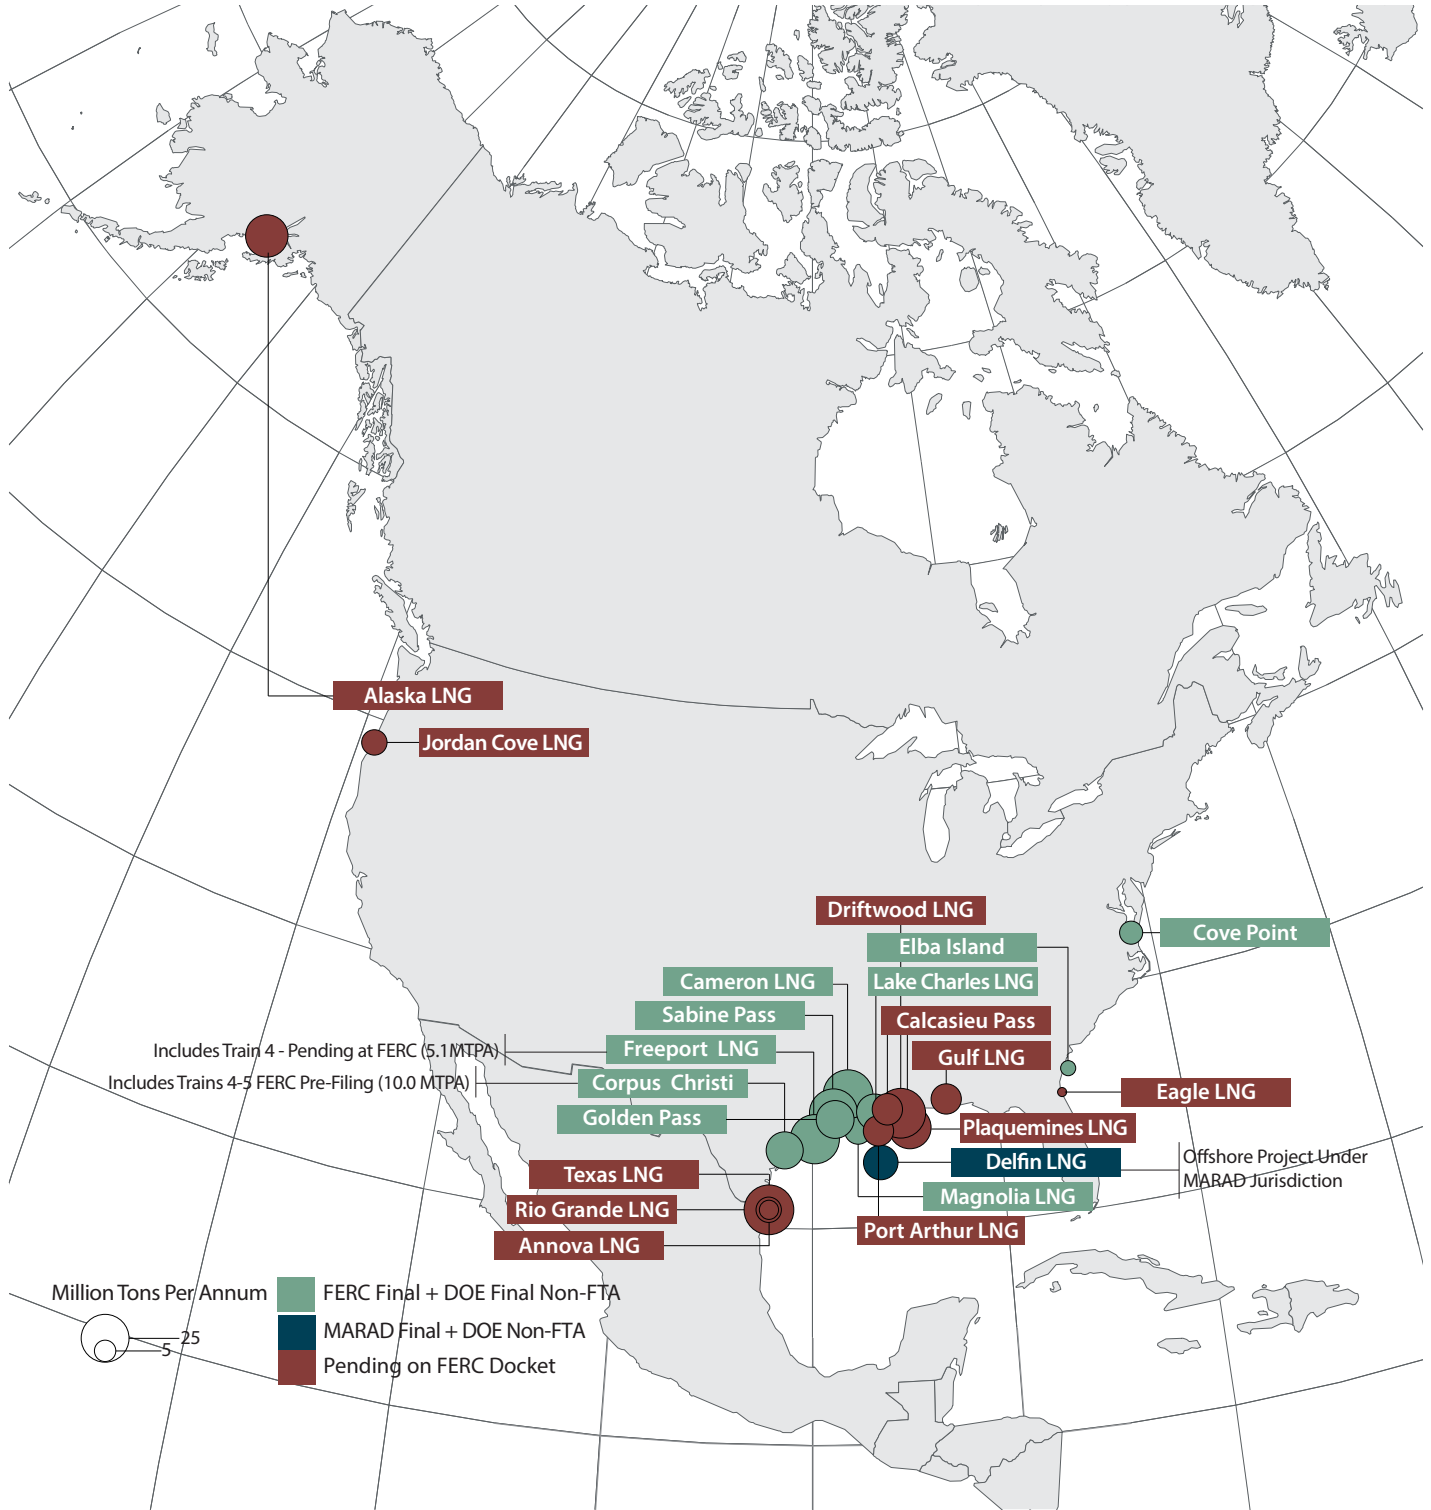 Alaska LNG
Jordan Cove LNG
Driftwood LNG
Cove Point
Elba Island
Cameron LNG
Lake Charles LNG
Sabine Pass
Calcasieu Pass
Includes Train 4 - Pending at FERC (5.1MTPA)
Freeport LNG
Gulf LNG
Includes Trains 4-5 FERC Pre-Filing (10.0 MTPA)
Corpus Christi
Eagle LNG
Golden Pass
Plaquemines LNG
Delfin LNG
Offshore Project Under
MARAD Jurisdiction
Texas LNG
Magnolia LNG
Rio Grande LNG
Port Arthur LNG
Annova LNG
Million Tons Per Annum
25
5
FERC Final + DOE Final Non-FTA
MARAD Final + DOE Non-FTA
Pending on FERC Docket